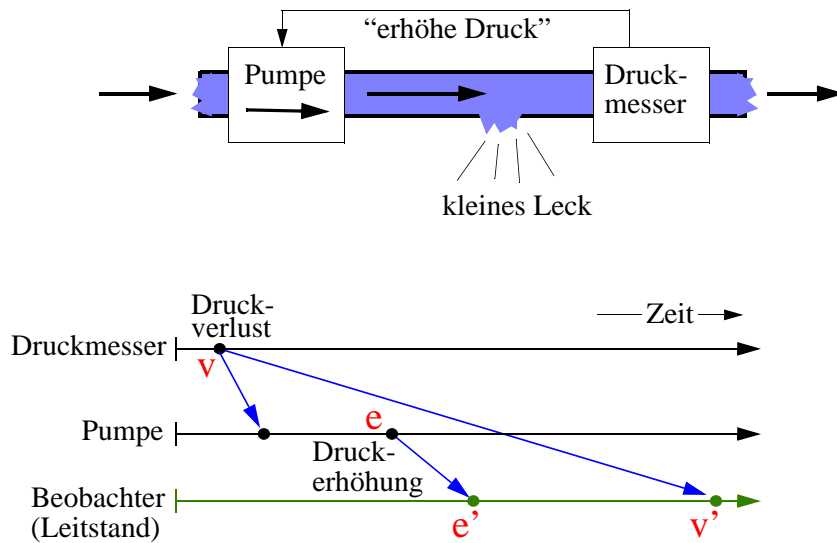 “erhöhe Druck”
Pumpe
Druck-
messer
kleines Leck
Druck-
verlust
Zeit
Druckmesser
v
e
Pumpe
Druck-
erhöhung
Beobachter
(Leitstand)
e’
v’